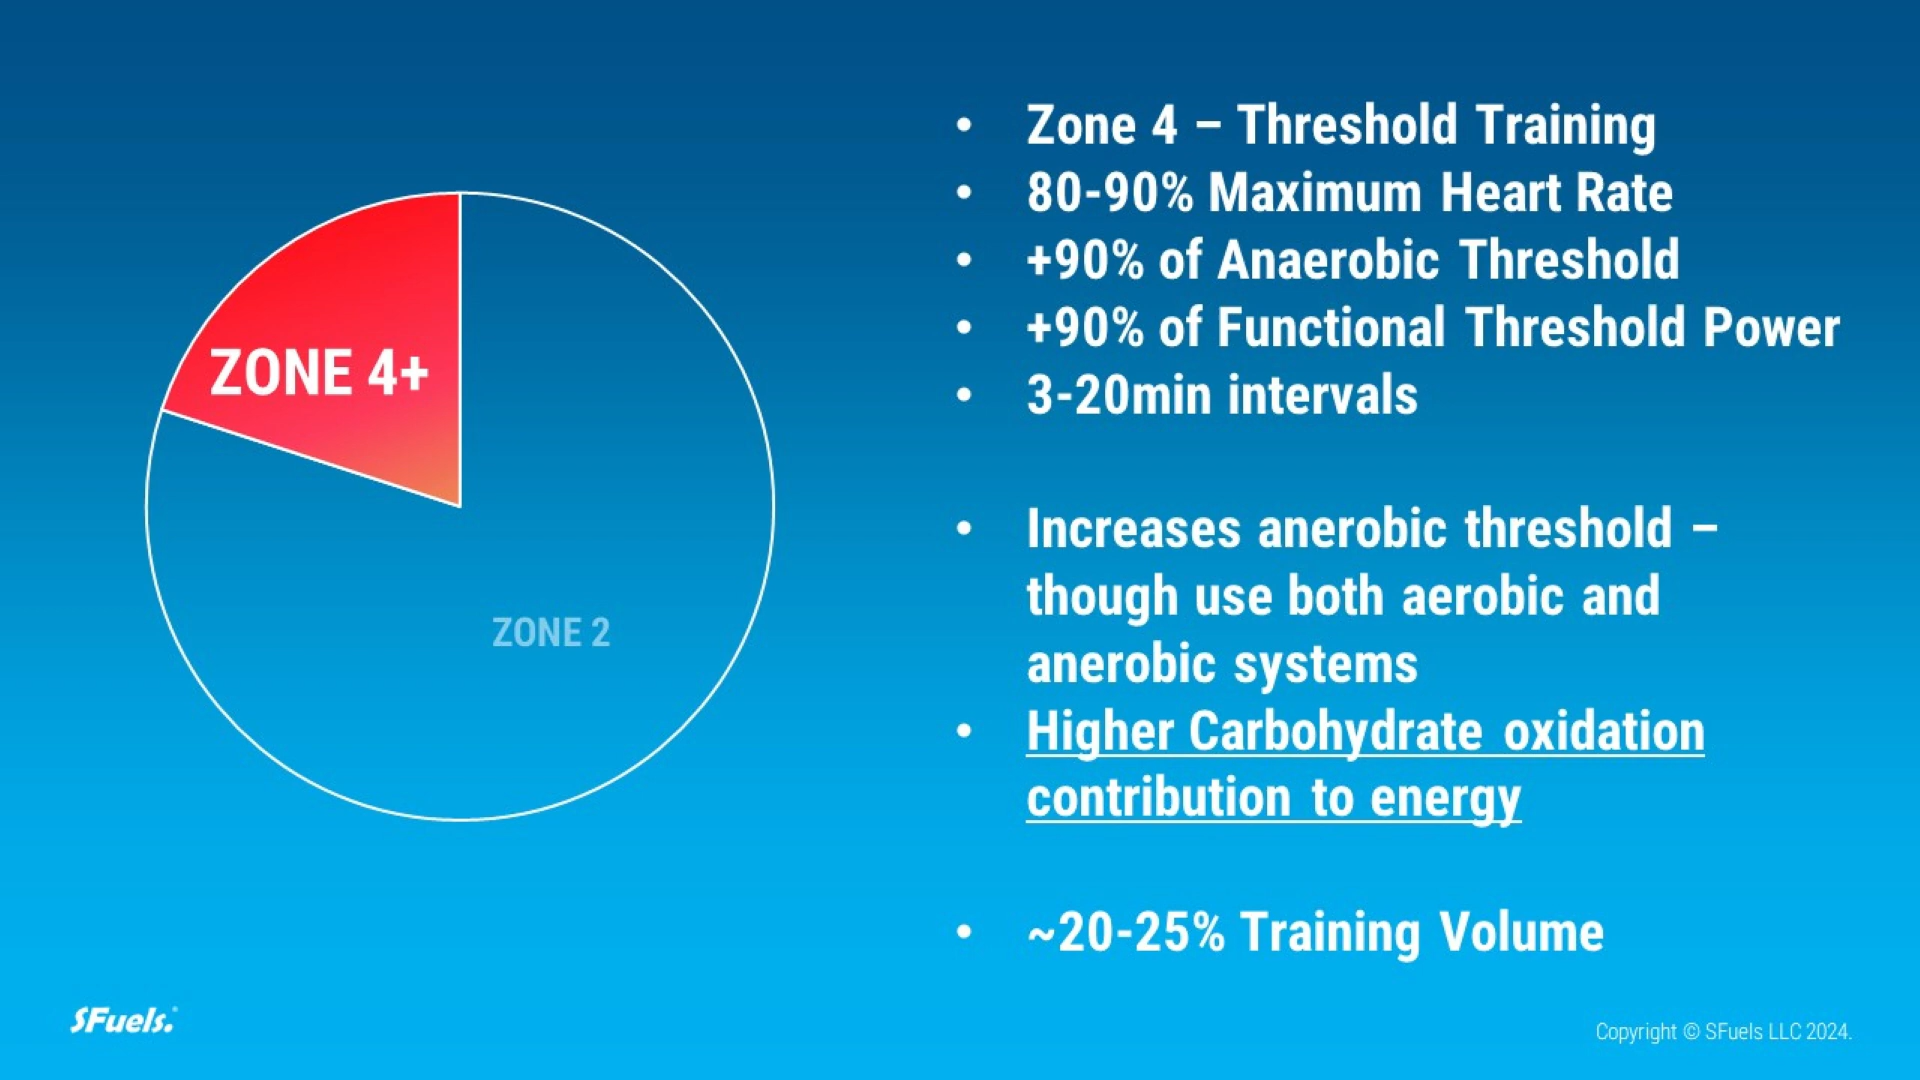 ZONE 4+
ZONE 2
• Zone 4 – Threshold Training
• 80-90% Maximum Heart Rate
• +90% of Anaerobic Threshold
• +90% of Functional Threshold Power
• 3-20min intervals
• Increases anerobic threshold –
though use both aerobic and
anerobic systems
• Higher Carbohydrate oxidation
contribution to energy
• ~20-25% Training Volume
SFuels.
Copyright © SFuels LLC 2024.